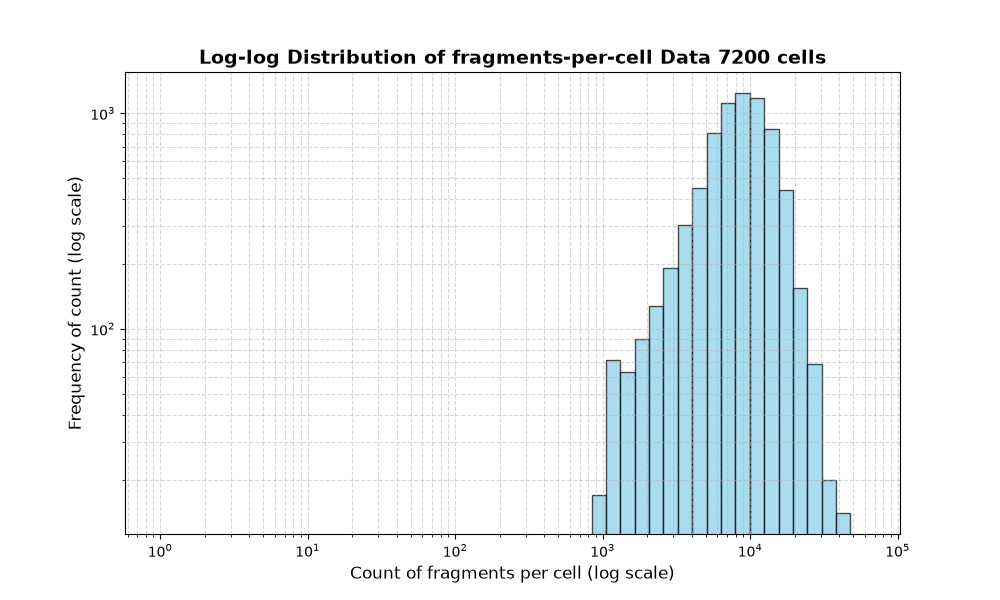 Log-log Distribution of fragments-per-cell Data 7200 cells
Frequency of count (log scale)
10³
10²
10⁰ 10¹ 10² 10³ 10⁴ 10⁵
Count of fragments per cell (log scale)